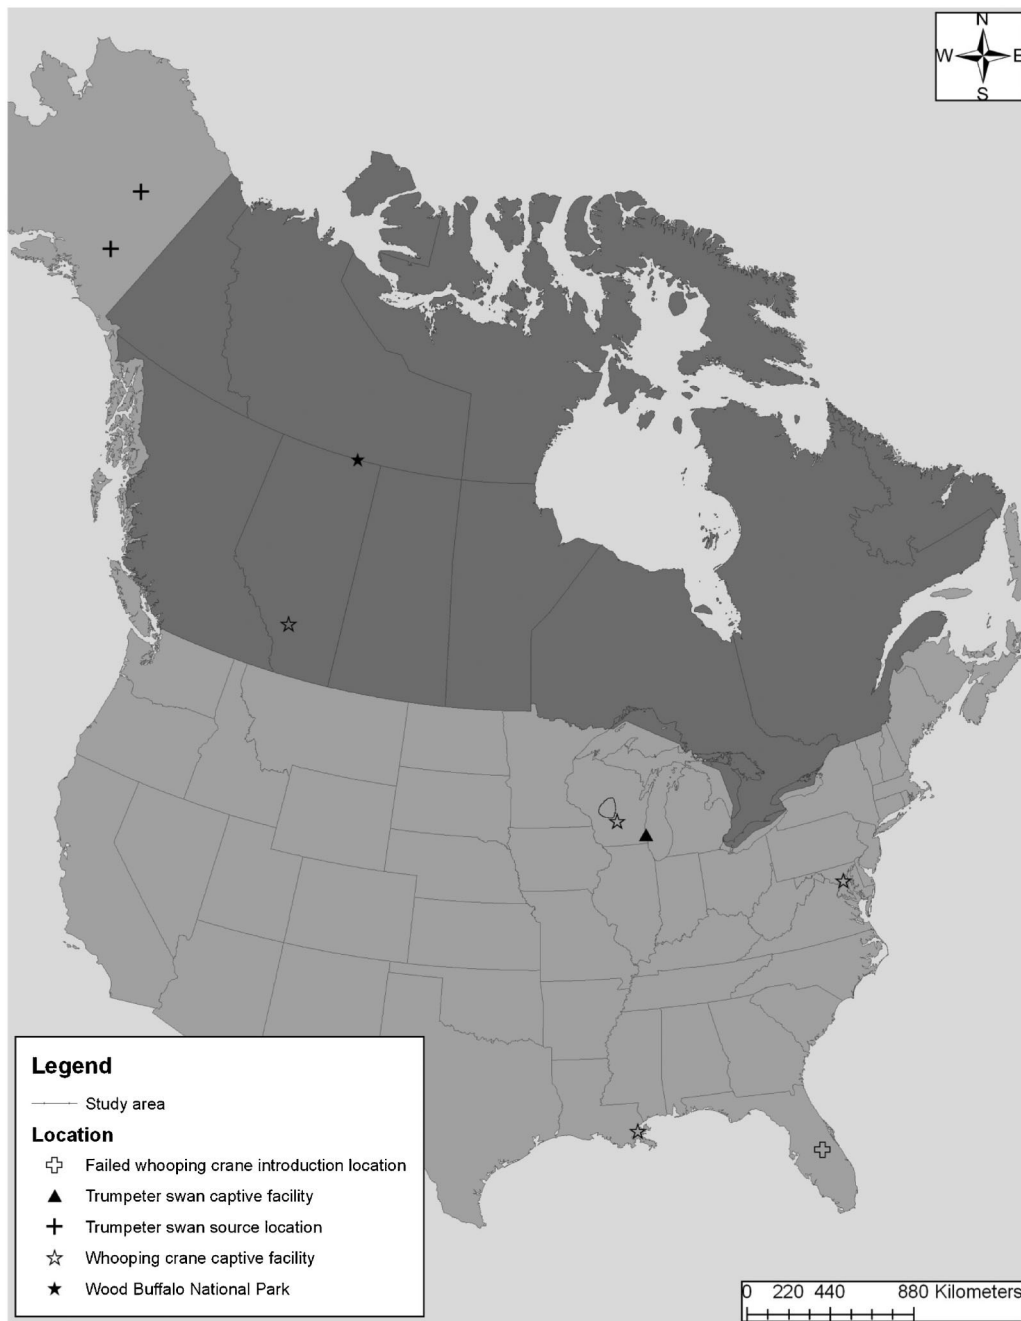 N
W E
S
Legend
Study area
Location
Failed whooping crane introduction location
Trumpeter swan captive facility
Trumpeter swan source location
Whooping crane captive facility
Wood Buffalo National Park
0 220 440 880 Kilometers